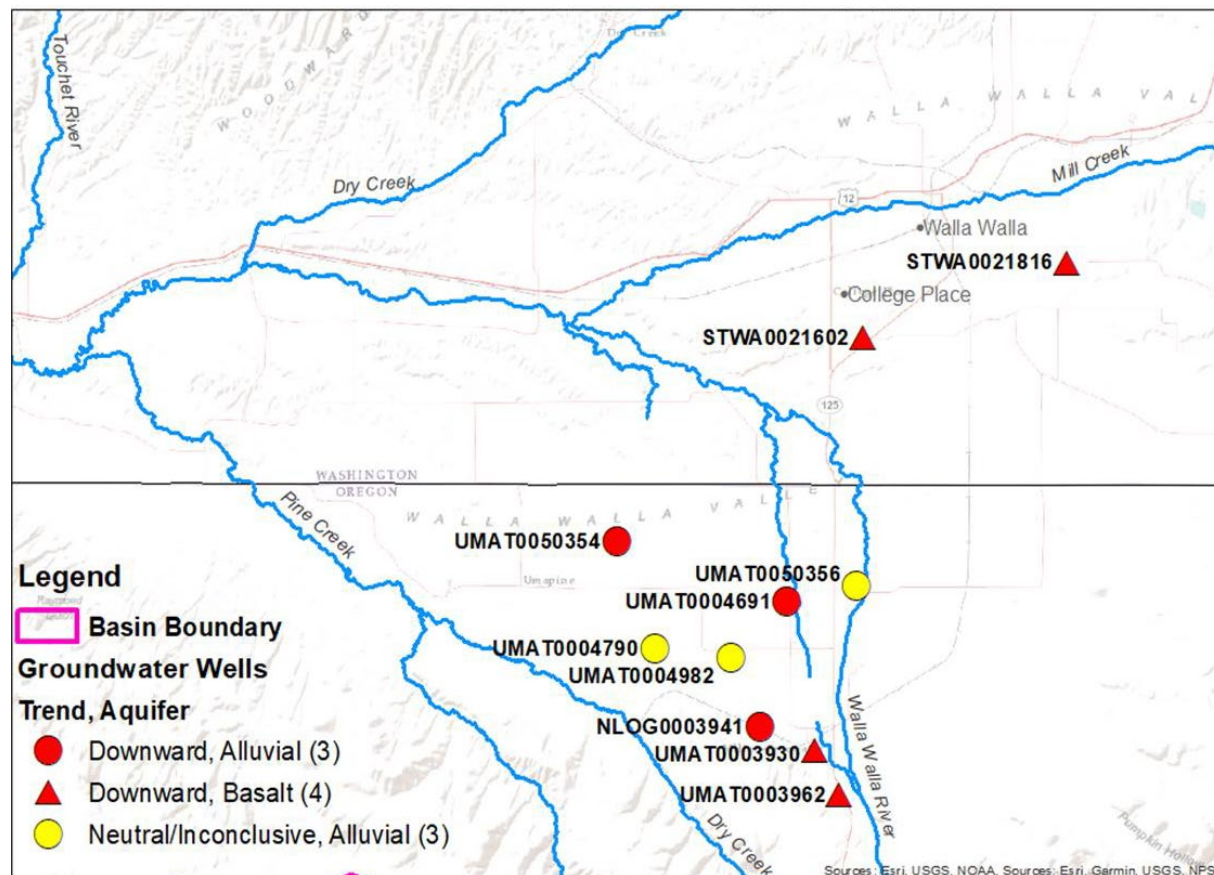 Dry Creek
Touchet River
WOODWARD
WALLA WALLA VAL
Mill Creek
Dry Creek
12
Walla Walla
STWA0021816
College Place
STWA0021602
125
WASHINGTON
OREGON
Pine Creek
WALLA WALLA VALLE
UMAT0050354
UMAT0050356
Umapine
UMAT0004691
UMAT0004790
UMAT0004982
NLOG0003941
UMAT0003930
Walla Walla River
UMAT0003962
Dry Creek
Pumpkin Hollow
Legend
Basin Boundary
Groundwater Wells
Trend, Aquifer
Downward, Alluvial (3)
Downward, Basalt (4)
Neutral/Inconclusive, Alluvial (3)
Sources: Esri, USGS, NOAA, Sources: Esri, Garmin, USGS, NPS